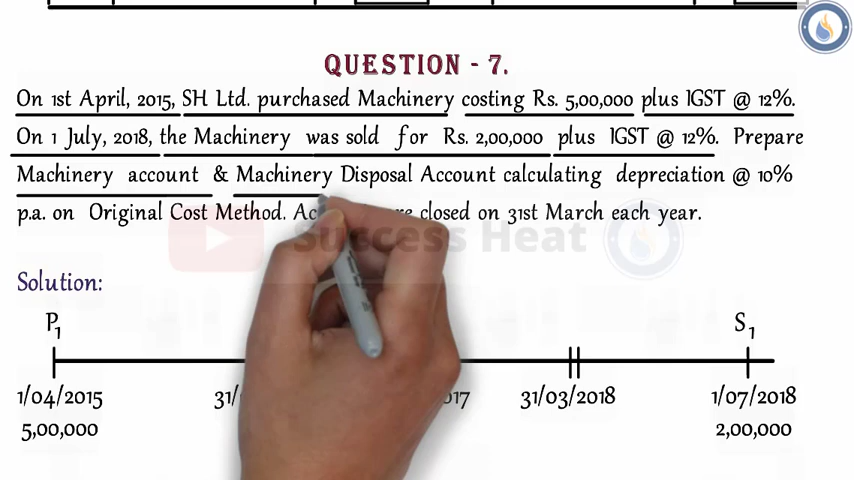 QUESTION - 7.
On 1st April, 2015, SH Ltd. purchased Machinery costing Rs. 5,00,000 plus IGST @ 12%.
On 1 July, 2018, the Machinery was sold for Rs. 2,00,000 plus IGST @ 12%. Prepare
Machinery account & Machinery Disposal Account calculating depreciation @ 10%
p.a. on Original Cost Method. closed on 31st March each year.
Success Heat
Solution:
P1 S1
1/04/2015 31/03/2018 1/07/2018
5,00,000 2,00,000